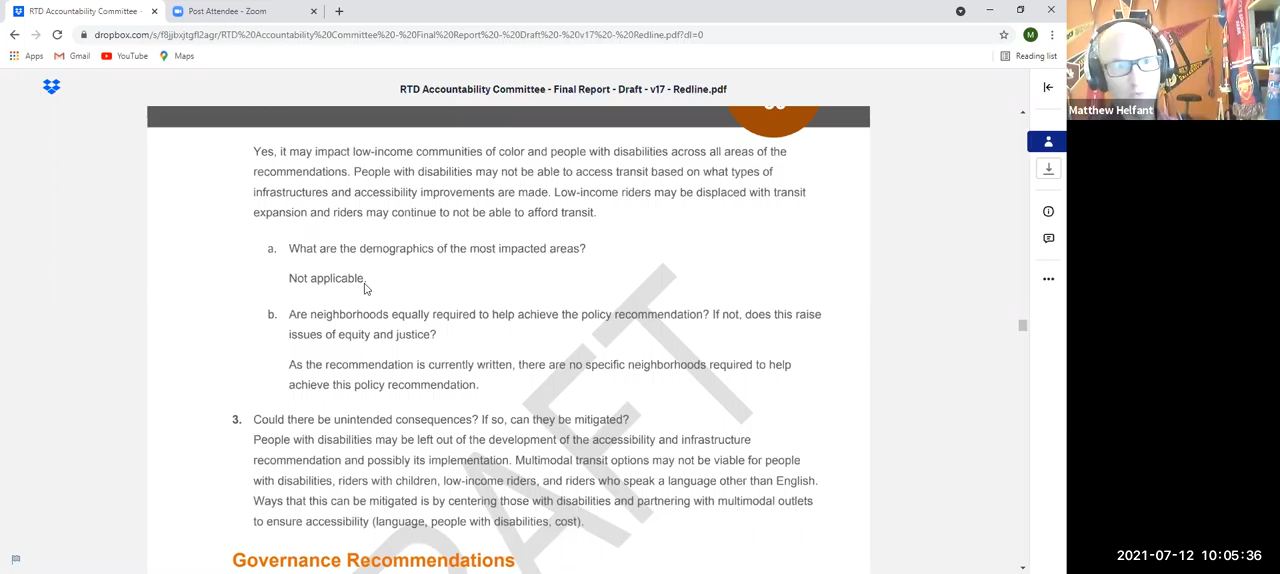 RTD Accountability Committee -
Post Attendee - Zoom
dropbox.com/s/f8jjbxjtgfl2agr/RTD%20Accountability%20Committee%20-%20Final%20Report%20-%20Draft%20-%20v17%20-%20Redline.pdf?dl=0
M
Apps
Gmail
YouTube
Maps
Reading list
RTD Accountability Committee - Final Report - Draft - v17 - Redline.pdf
Matthew Helfant
Yes, it may impact low-income communities of color and people with disabilities across all areas of the
recommendations. People with disabilities may not be able to access transit based on what types of
infrastructures and accessibility improvements are made. Low-income riders may be displaced with transit
expansion and riders may continue to not be able to afford transit.
a. What are the demographics of the most impacted areas?
Not applicable.
b. Are neighborhoods equally required to help achieve the policy recommendation? If not, does this raise
issues of equity and justice?
As the recommendation is currently written, there are no specific neighborhoods required to help
achieve this policy recommendation.
3. Could there be unintended consequences? If so, can they be mitigated?
People with disabilities may be left out of the development of the accessibility and infrastructure
recommendation and possibly its implementation. Multimodal transit options may not be viable for people
with disabilities, riders with children, low-income riders, and riders who speak a language other than English.
Ways that this can be mitigated is by centering those with disabilities and partnering with multimodal outlets
to ensure accessibility (language, people with disabilities, cost).
Governance Recommendations
DRAFT
2021-07-12 10:05:36